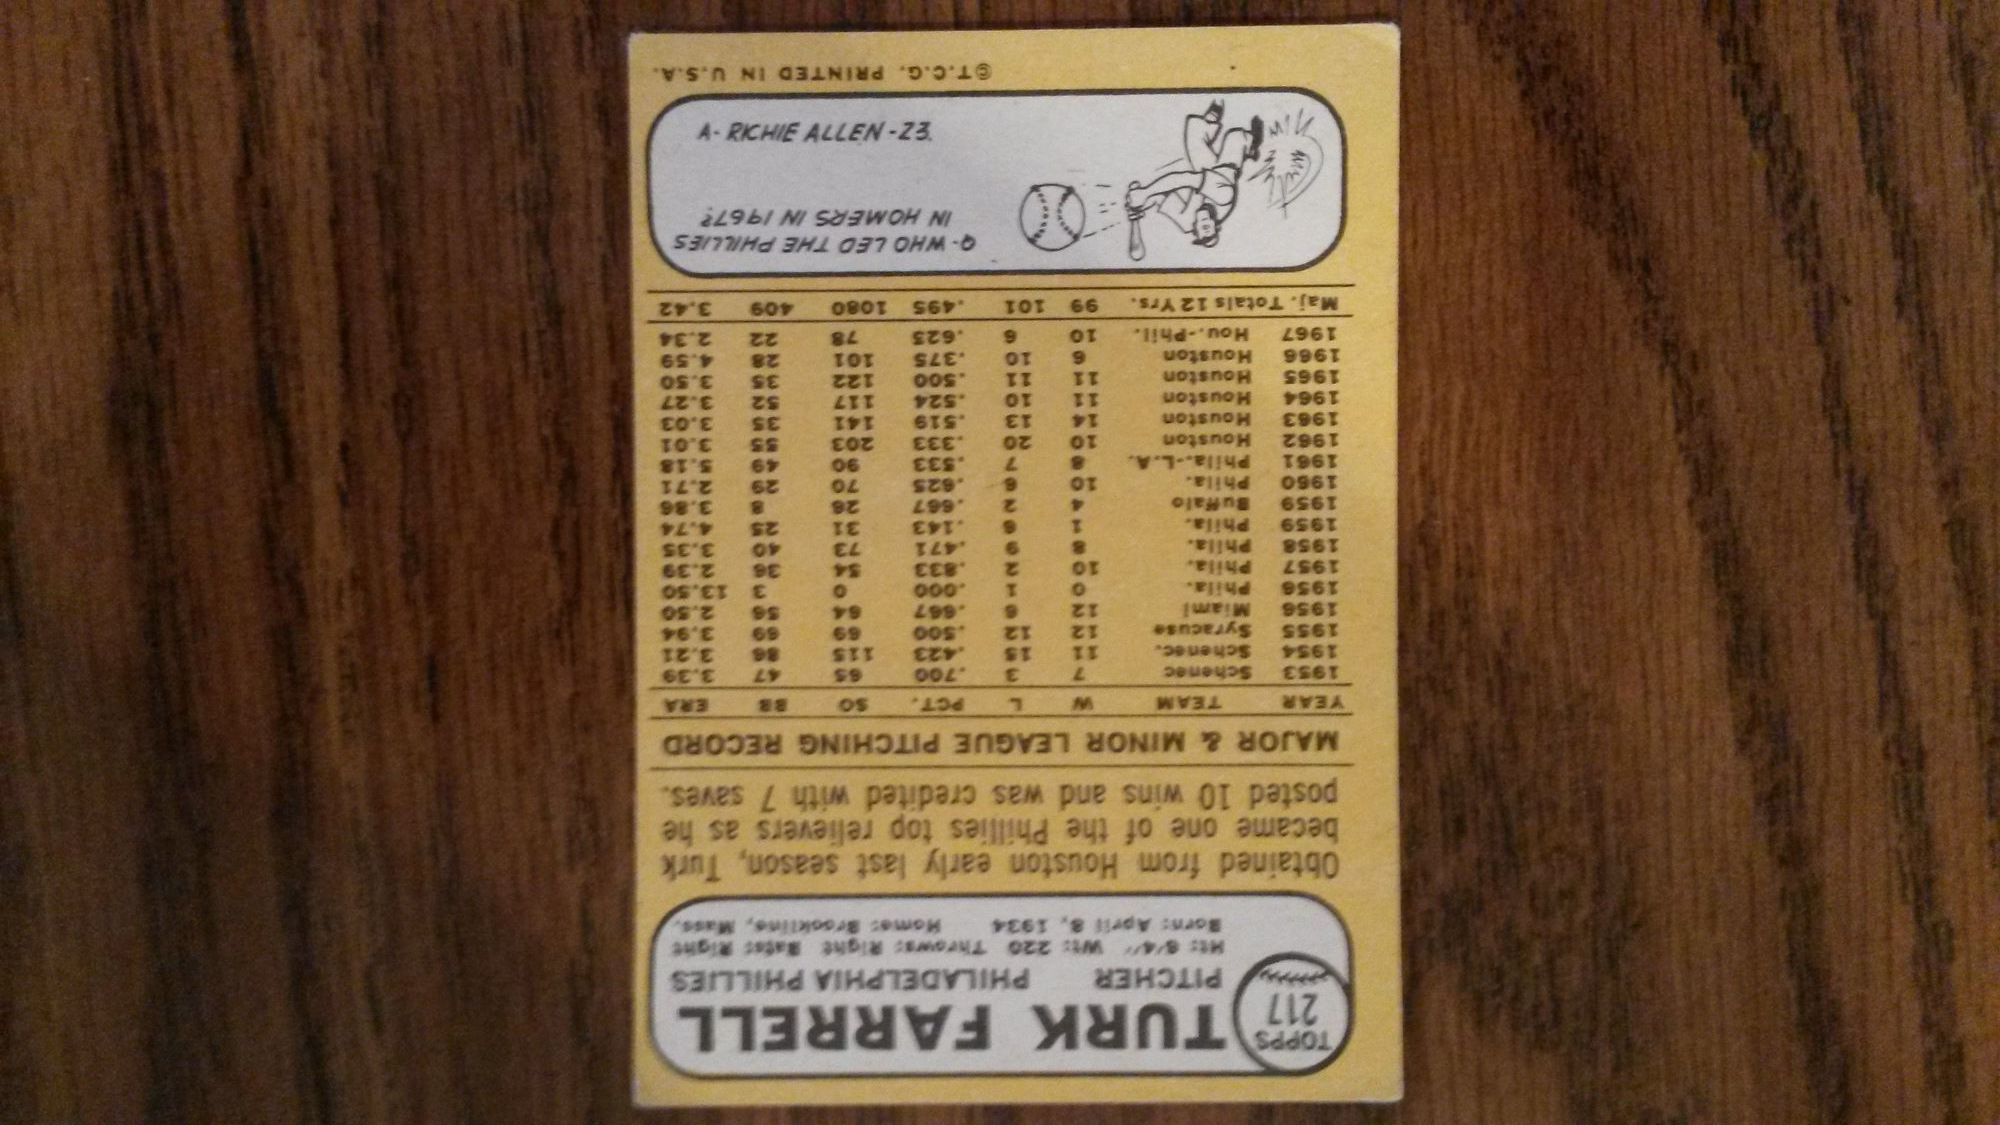 TOPPS
217
TURK FARRELL
PITCHER PHILADELPHIA PHILLIES
Ht: 6'4" Wt: 220 Throws: Right Bats: Right
Born: April 8, 1934 Home: Brookline, Mass.
Obtained from Houston early last season, Turk
became one of the Phillies top relievers as he
posted 10 wins and was credited with 7 saves.
MAJOR & MINOR LEAGUE PITCHING RECORD
YEAR TEAM W L PCT. SO BB ERA
1953 Schenec 7 3 .700 65 47 3.39
1954 Schenec. 11 15 .423 115 86 3.21
1955 Syracuse 12 12 .500 69 69 3.94
1956 Miami 12 6 .667 64 56 2.50
1956 Phila. 0 1 .000 0 3 13.50
1957 Phila. 10 2 .833 54 36 2.39
1958 Phila. 8 9 .471 73 40 3.35
1959 Phila. 1 6 .143 31 25 4.74
1959 Buffalo 4 2 .667 26 8 3.86
1960 Phila. 10 6 .625 70 29 2.71
1961 Phila.-L.A. 8 7 .533 90 49 5.18
1962 Houston 10 20 .333 203 55 3.01
1963 Houston 14 13 .519 141 35 3.03
1964 Houston 11 10 .524 117 52 3.27
1965 Houston 11 11 .500 122 35 3.50
1966 Houston 6 10 .375 101 28 4.59
1967 Hou.-Phil. 10 6 .625 78 22 2.34
Maj. Totals 12 Yrs. 99 101 .495 1080 409 3.42
Q-WHO LED THE PHILLIES
IN HOMERS IN 1967?
A- RICHIE ALLEN -23.
©T.C.G. PRINTED IN U.S.A.